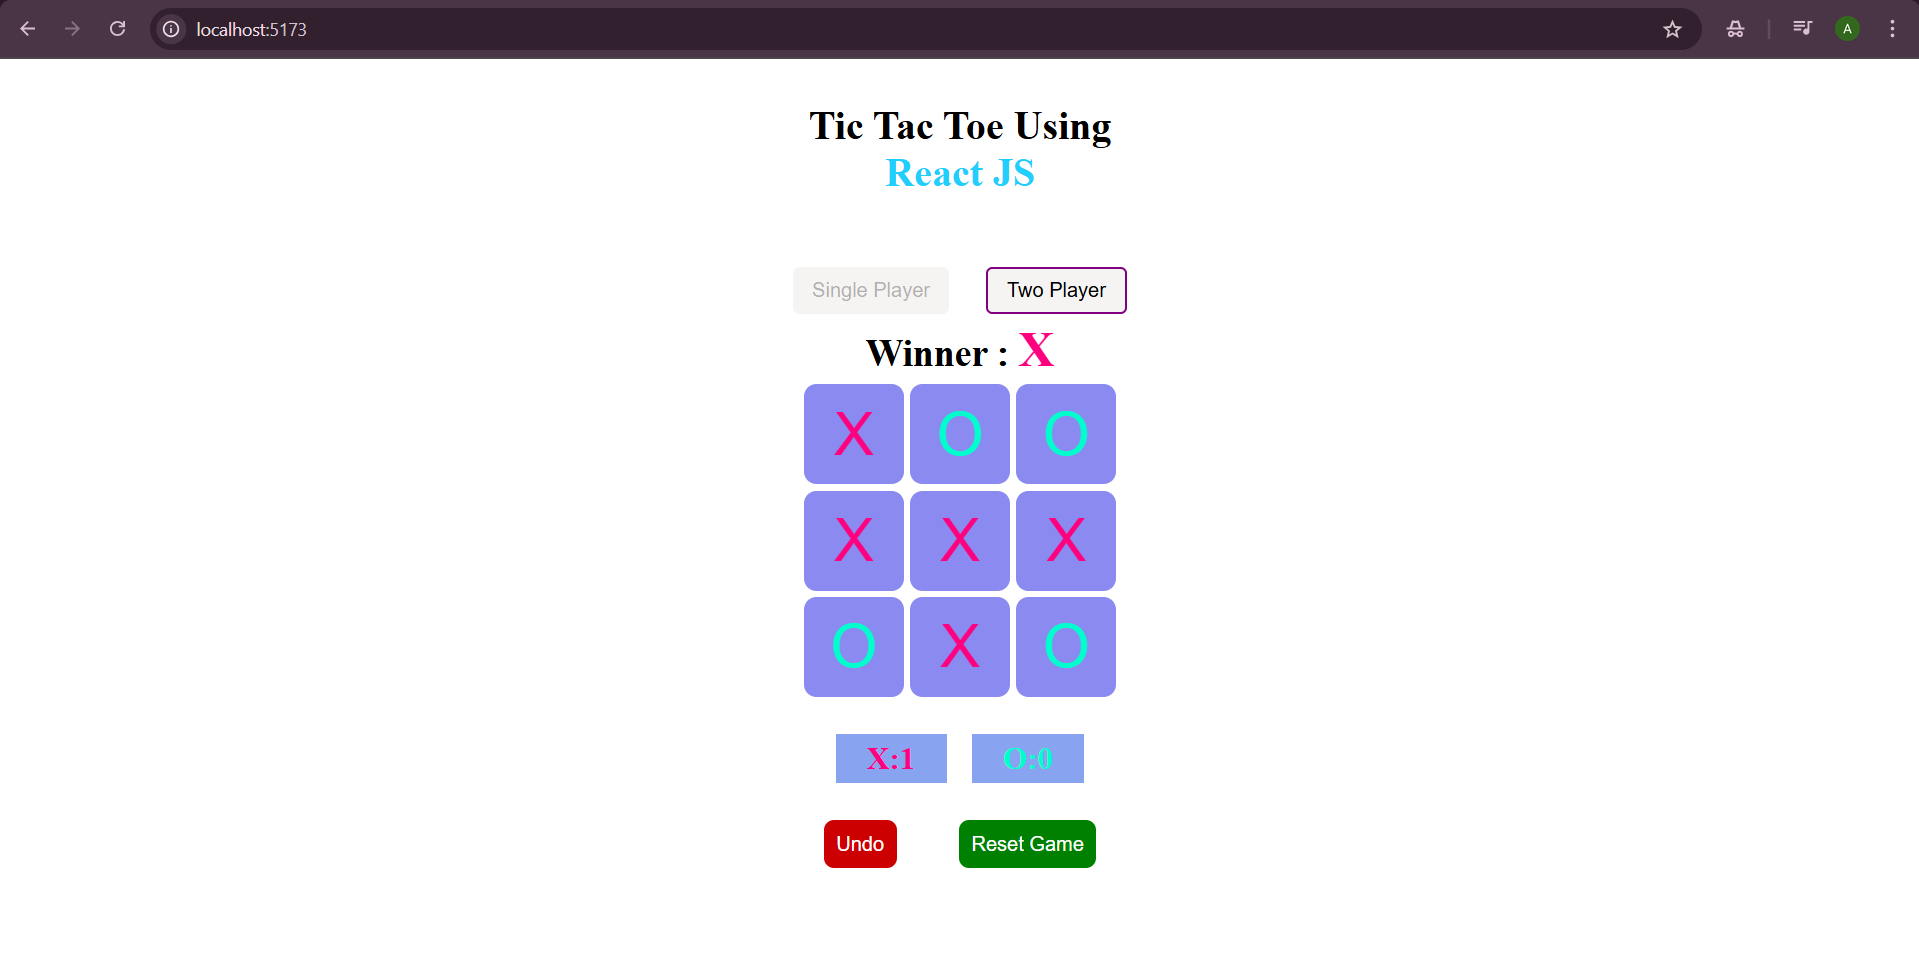 localhost:5173
A
Tic Tac Toe Using
React JS
Single Player Two Player
Winner : X
X O O
X X X
O X O
X:1 O:0
Undo Reset Game